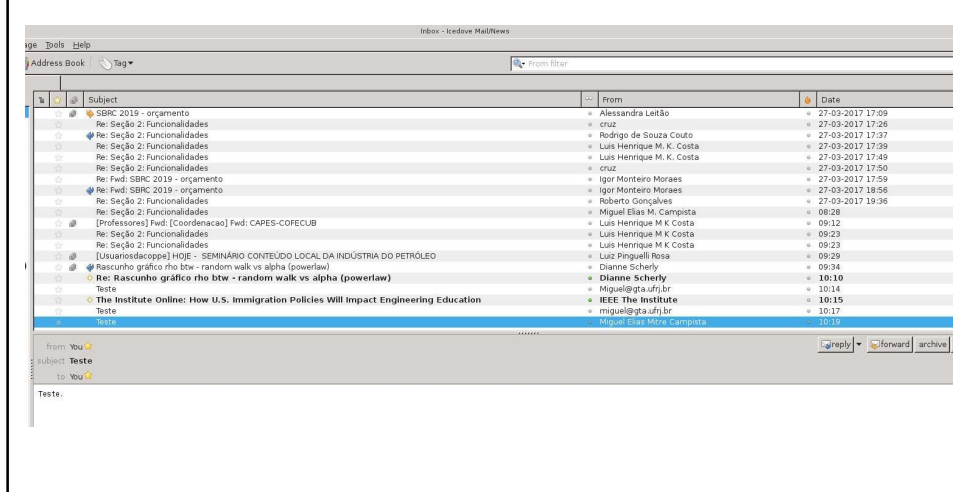 Inbox - Icedove Mail/News
age Tools Help
Address Book Tag From filter
Subject From Date
SBRC 2019 - orçamento Alessandra Leitão 27-03-2017 17:09
Re: Seção 2: Funcionalidades cruz 27-03-2017 17:26
Re: Seção 2: Funcionalidades Rodrigo de Souza Couto 27-03-2017 17:37
Re: Seção 2: Funcionalidades Luis Henrique M. K. Costa 27-03-2017 17:39
Re: Seção 2: Funcionalidades Luis Henrique M. K. Costa 27-03-2017 17:49
Re: Seção 2: Funcionalidades cruz 27-03-2017 17:50
Re: Fwd: SBRC 2019 - orçamento Igor Monteiro Moraes 27-03-2017 17:59
Re: Fwd: SBRC 2019 - orçamento Igor Monteiro Moraes 27-03-2017 18:56
Re: Seção 2: Funcionalidades Roberto Gonçalves 27-03-2017 19:36
Re: Seção 2: Funcionalidades Miguel Elias M. Campista 08:28
[Professores] Fwd: [Coordenacao] Fwd: CAPES-COFECUB Luis Henrique M K Costa 09:12
Re: Seção 2: Funcionalidades Luis Henrique M K Costa 09:23
Re: Seção 2: Funcionalidades Luis Henrique M K Costa 09:23
[Usuariosdacoppe] HOJE - SEMINÁRIO CONTEÚDO LOCAL DA INDÚSTRIA DO PETRÓLEO Luiz Pinguelli Rosa 09:29
Rascunho gráfico rho btw - random walk vs alpha (powerlaw) Dianne Scherly 09:34
Re: Rascunho gráfico rho btw - random walk vs alpha (powerlaw) Dianne Scherly 10:10
Teste Miguel@gta.ufrj.br 10:14
The Institute Online: How U.S. Immigration Policies Will Impact Engineering Education IEEE The Institute 10:15
Teste miguel@gta.ufrj.br 10:17
Teste Miguel Elias Mitre Campista 10:19
from You reply forward archive
subject Teste
to You
Teste.